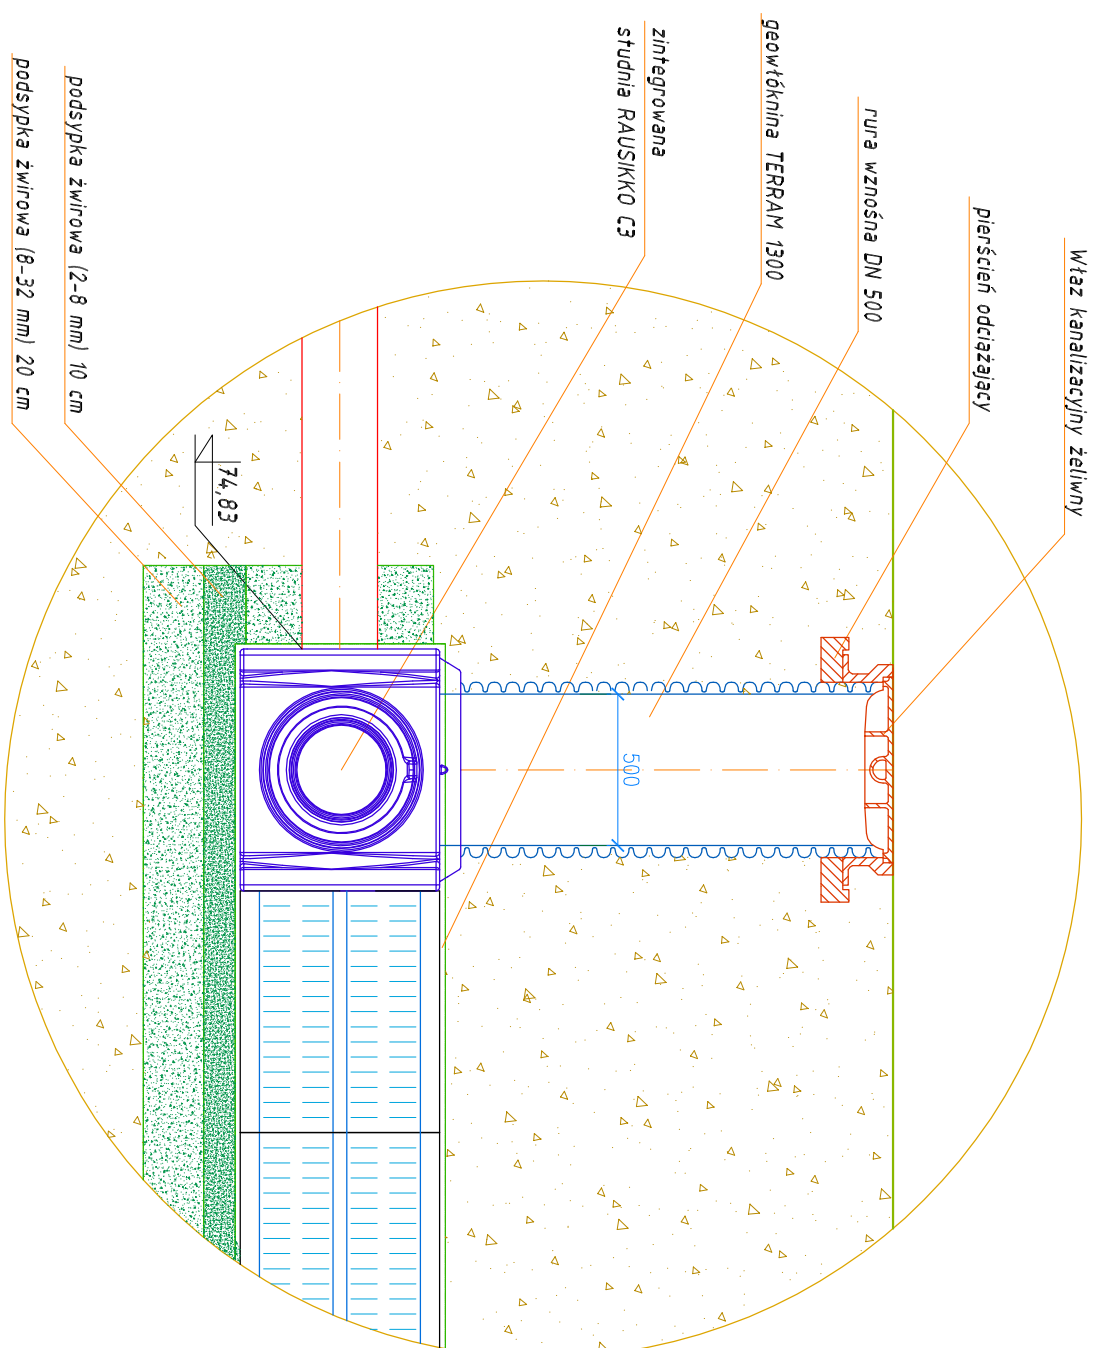 Właz kanalizacyjny żeliwny
pierścień odciążający
rura wznośna DN 500
geowłóknina TERRAM 1300
zintegrowana
studnia RAUSIKKO C3
podsypka żwirowa (2-8 mm) 10 cm
podsypka żwirowa (8-32 mm) 20 cm
74,83
500